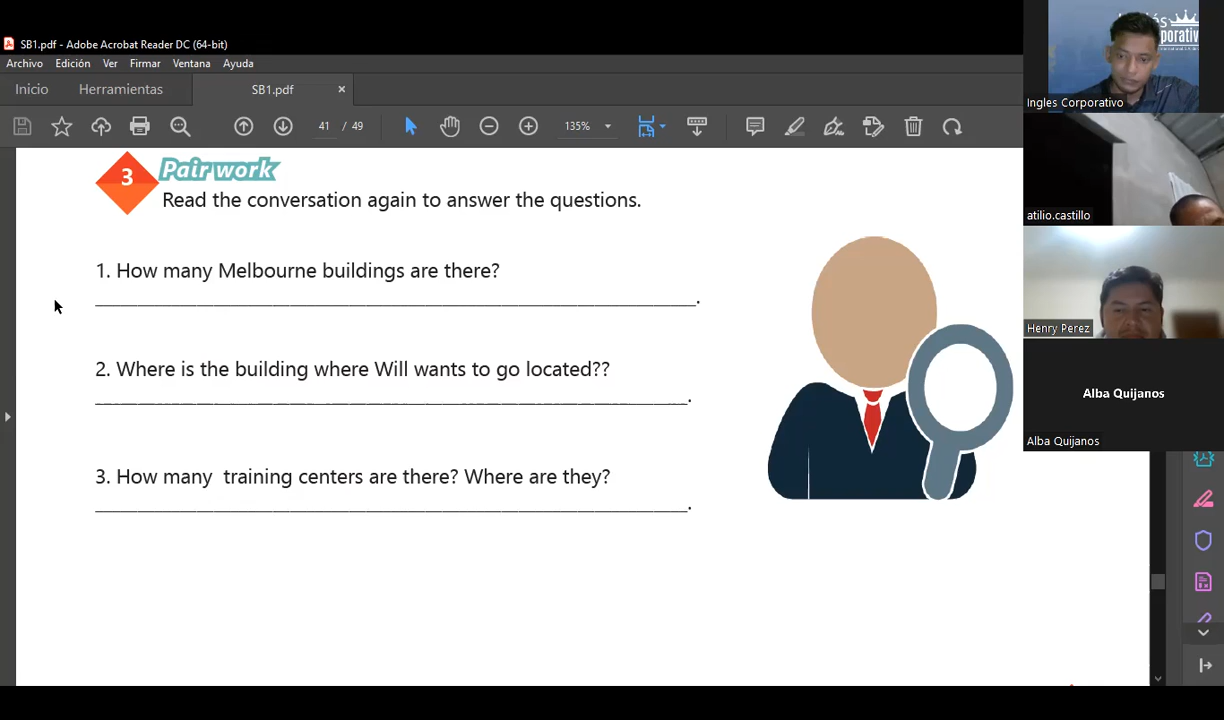 SB1.pdf - Adobe Acrobat Reader DC (64-bit)
Archivo Edición Ver Firmar Ventana Ayuda
Inicio Herramientas SB1.pdf ×
41 / 49 135%
3 Pair work
Read the conversation again to answer the questions.
1. How many Melbourne buildings are there?
2. Where is the building where Will wants to go located??
3. How many  training centers are there? Where are they?
Ingles Corporativo
atilio.castillo
Henry Perez
Alba Quijanos
Alba Quijanos